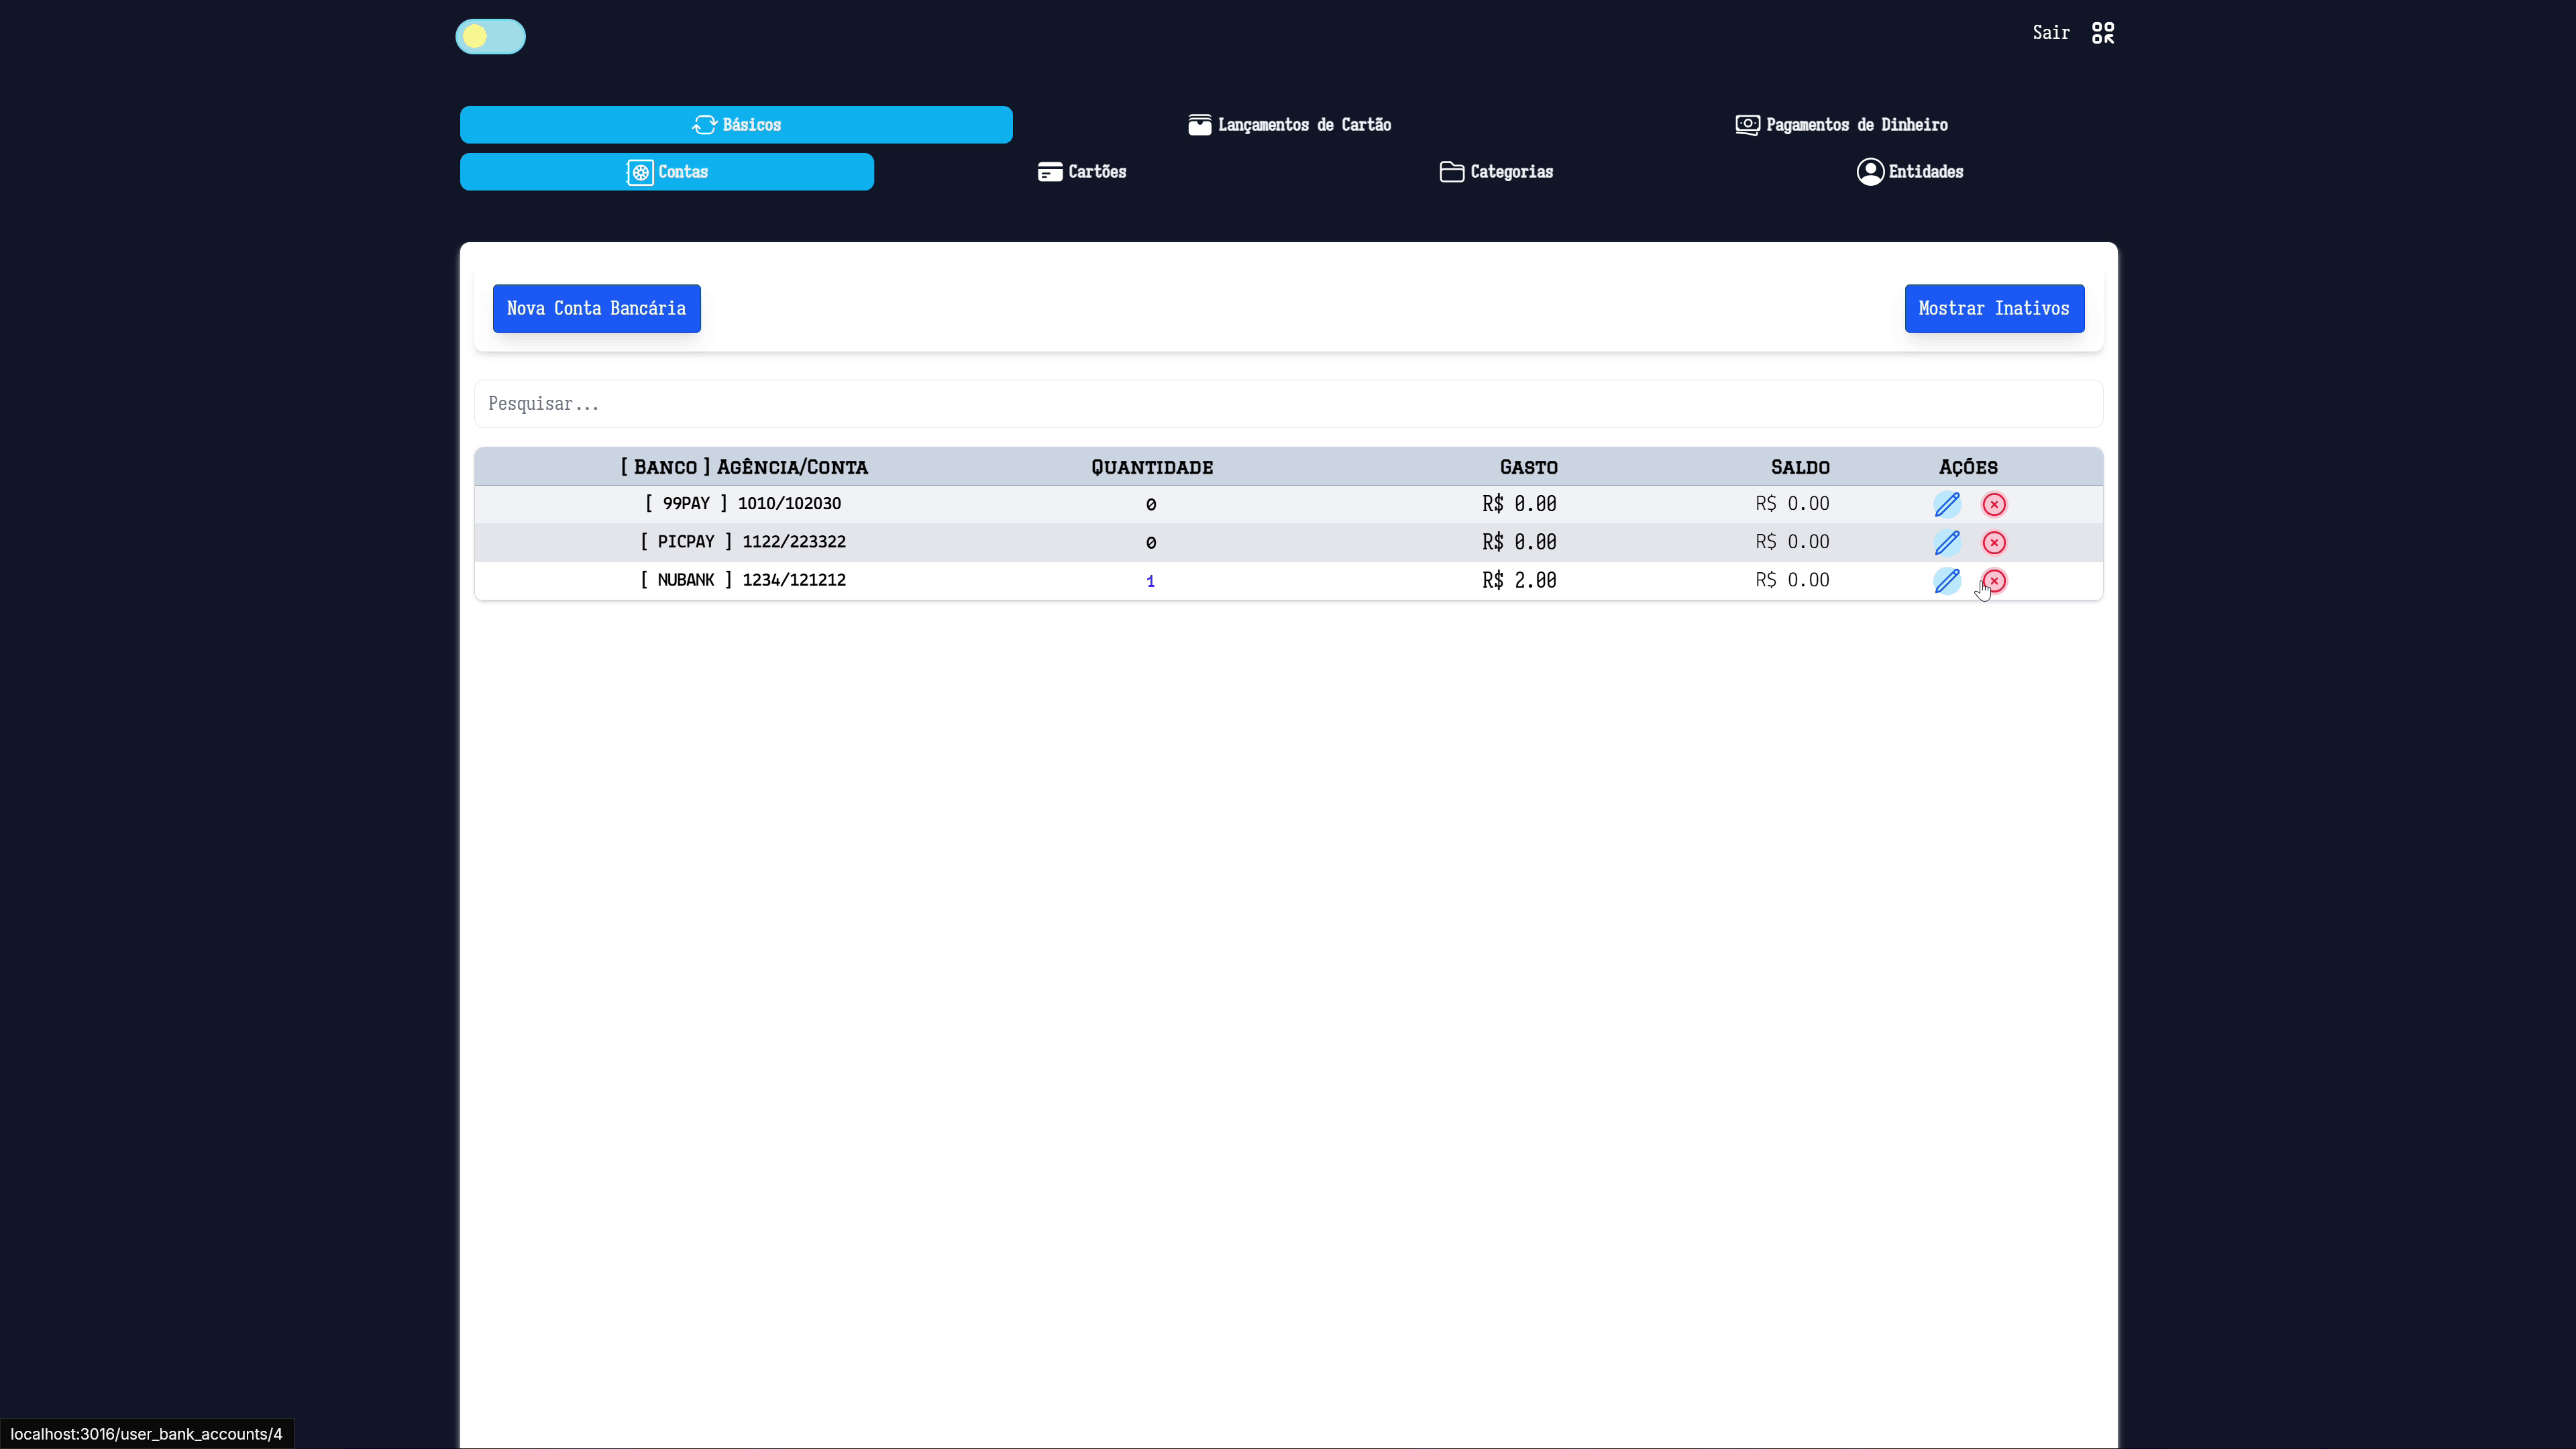 Sair
Básicos
Lançamentos de Cartão
Pagamentos de Dinheiro
Contas
Cartões
Categorias
Entidades
Nova Conta Bancária
Mostrar Inativos
Pesquisar...
[ Banco ] Agência/Conta Quantidade Gasto Saldo Ações
[ 99PAY ] 1010/102030 0 R$ 0.00 R$ 0.00
[ PICPAY ] 1122/223322 0 R$ 0.00 R$ 0.00
[ NUBANK ] 1234/121212 1 R$ 2.00 R$ 0.00
localhost:3016/user_bank_accounts/4